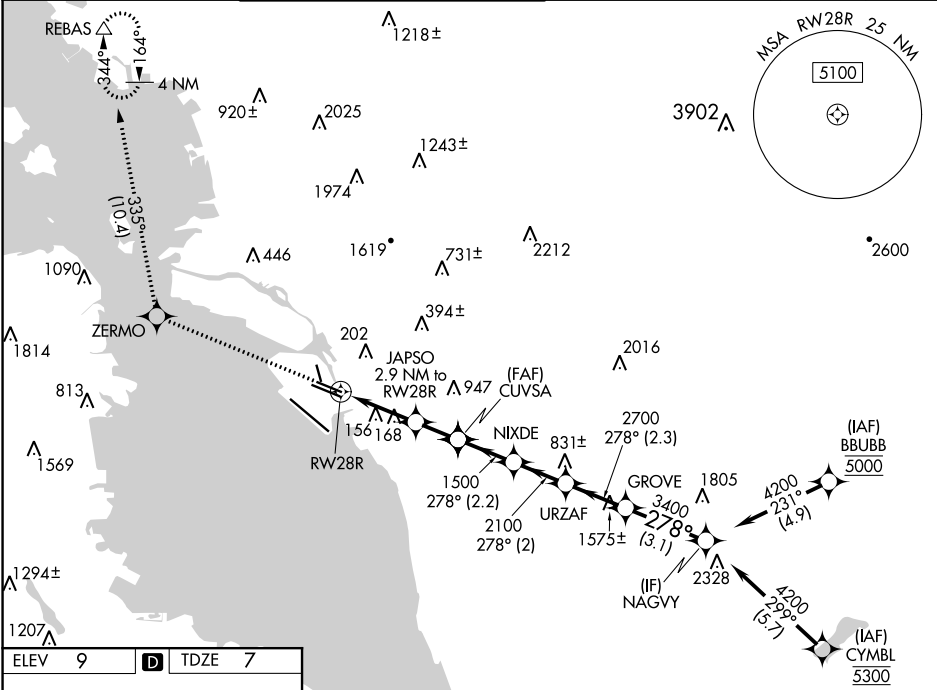 REBAS
344°
164°
4 NM
1218±
MSA RW28R 25 NM
5100
920±
2025
3902
1243±
1974
335°
(10.4)
1619
2212
2600
446
731±
1090
ZERMO
394±
1814
202
JAPSO
2.9 NM to
RW28R
2016
813
947
(FAF)
CUVSA
156
168
NIXDE
831±
2700
278° (2.3)
(IAF)
BBUBB
5000
1569
RW28R
1500
278° (2.2)
GROVE
1805
4200
231°
(4.9)
2100
278° (2)
URZAF
3400
278°
(3.1)
1575±
2328
(IF)
NAGVY
1294±
4200
299°
(5.7)
1207
(IAF)
CYMBL
5300
ELEV 9 D TDZE 7